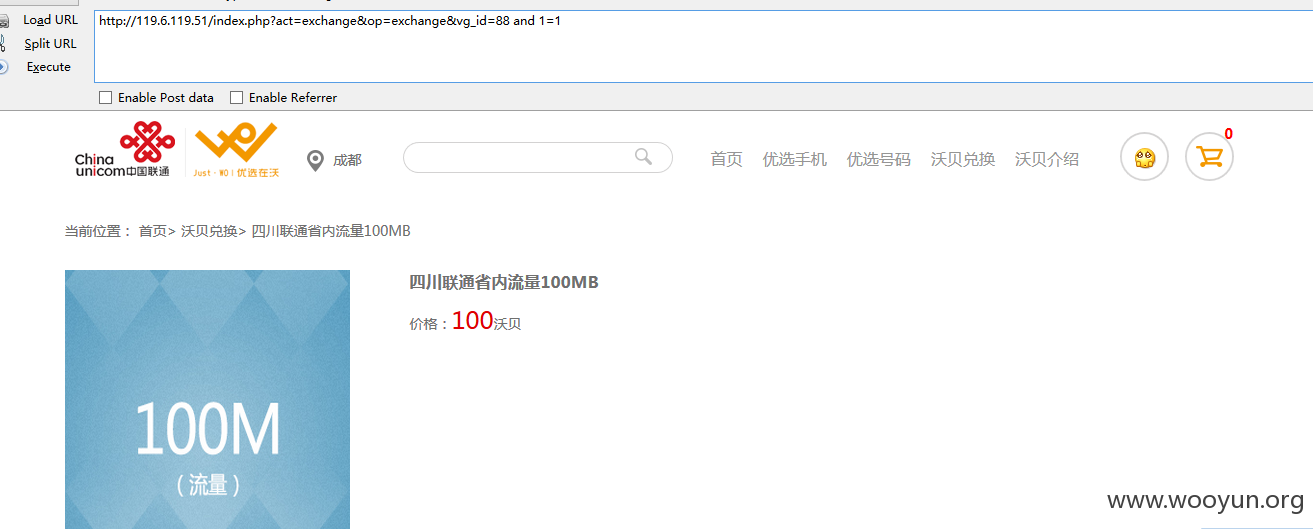 Load URL
http://119.6.119.51/index.php?act=exchange&op=exchange&vg_id=88 and 1=1
Split URL
Execute
Enable Post data
Enable Referrer
China
unicom中国联通
Just·WO|优选在沃
成都
首页 优选手机 优选号码 沃贝兑换 沃贝介绍
0
当前位置： 首页> 沃贝兑换> 四川联通省内流量100MB
四川联通省内流量100MB
价格：100沃贝
100M
（流量）
www.wooyun.org